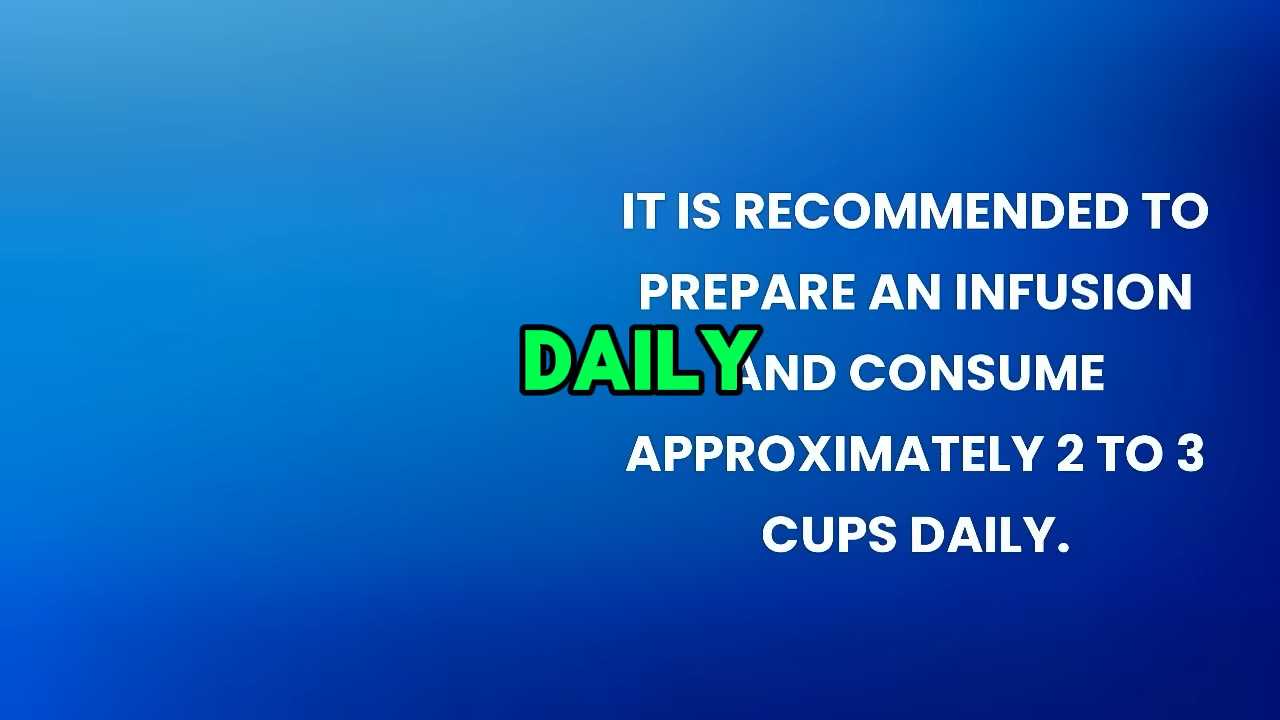 IT IS RECOMMENDED TO
PREPARE AN INFUSION
AND CONSUME
APPROXIMATELY 2 TO 3
CUPS DAILY.
DAILY